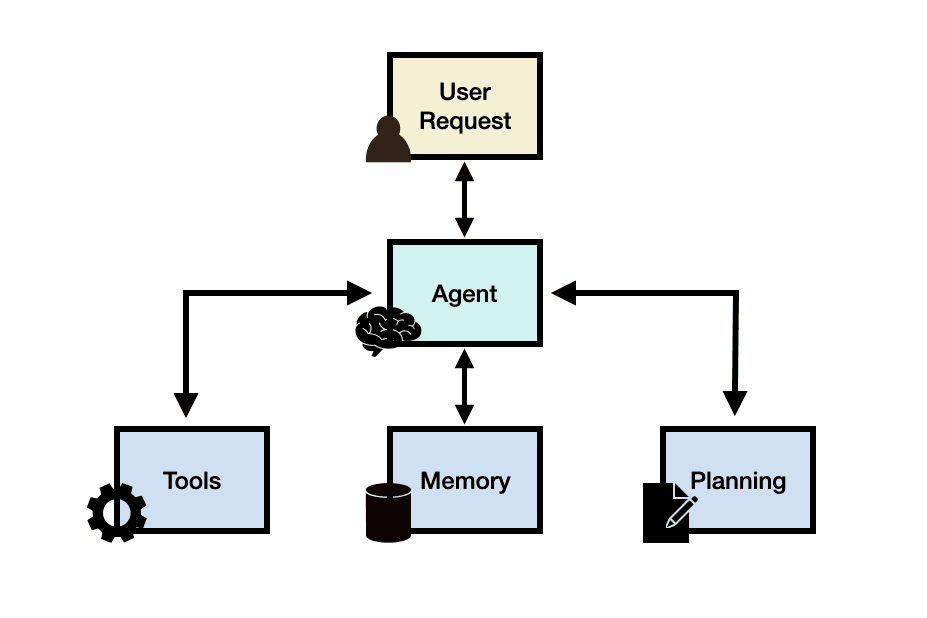 User
Request
Agent
Tools
Memory
Planning